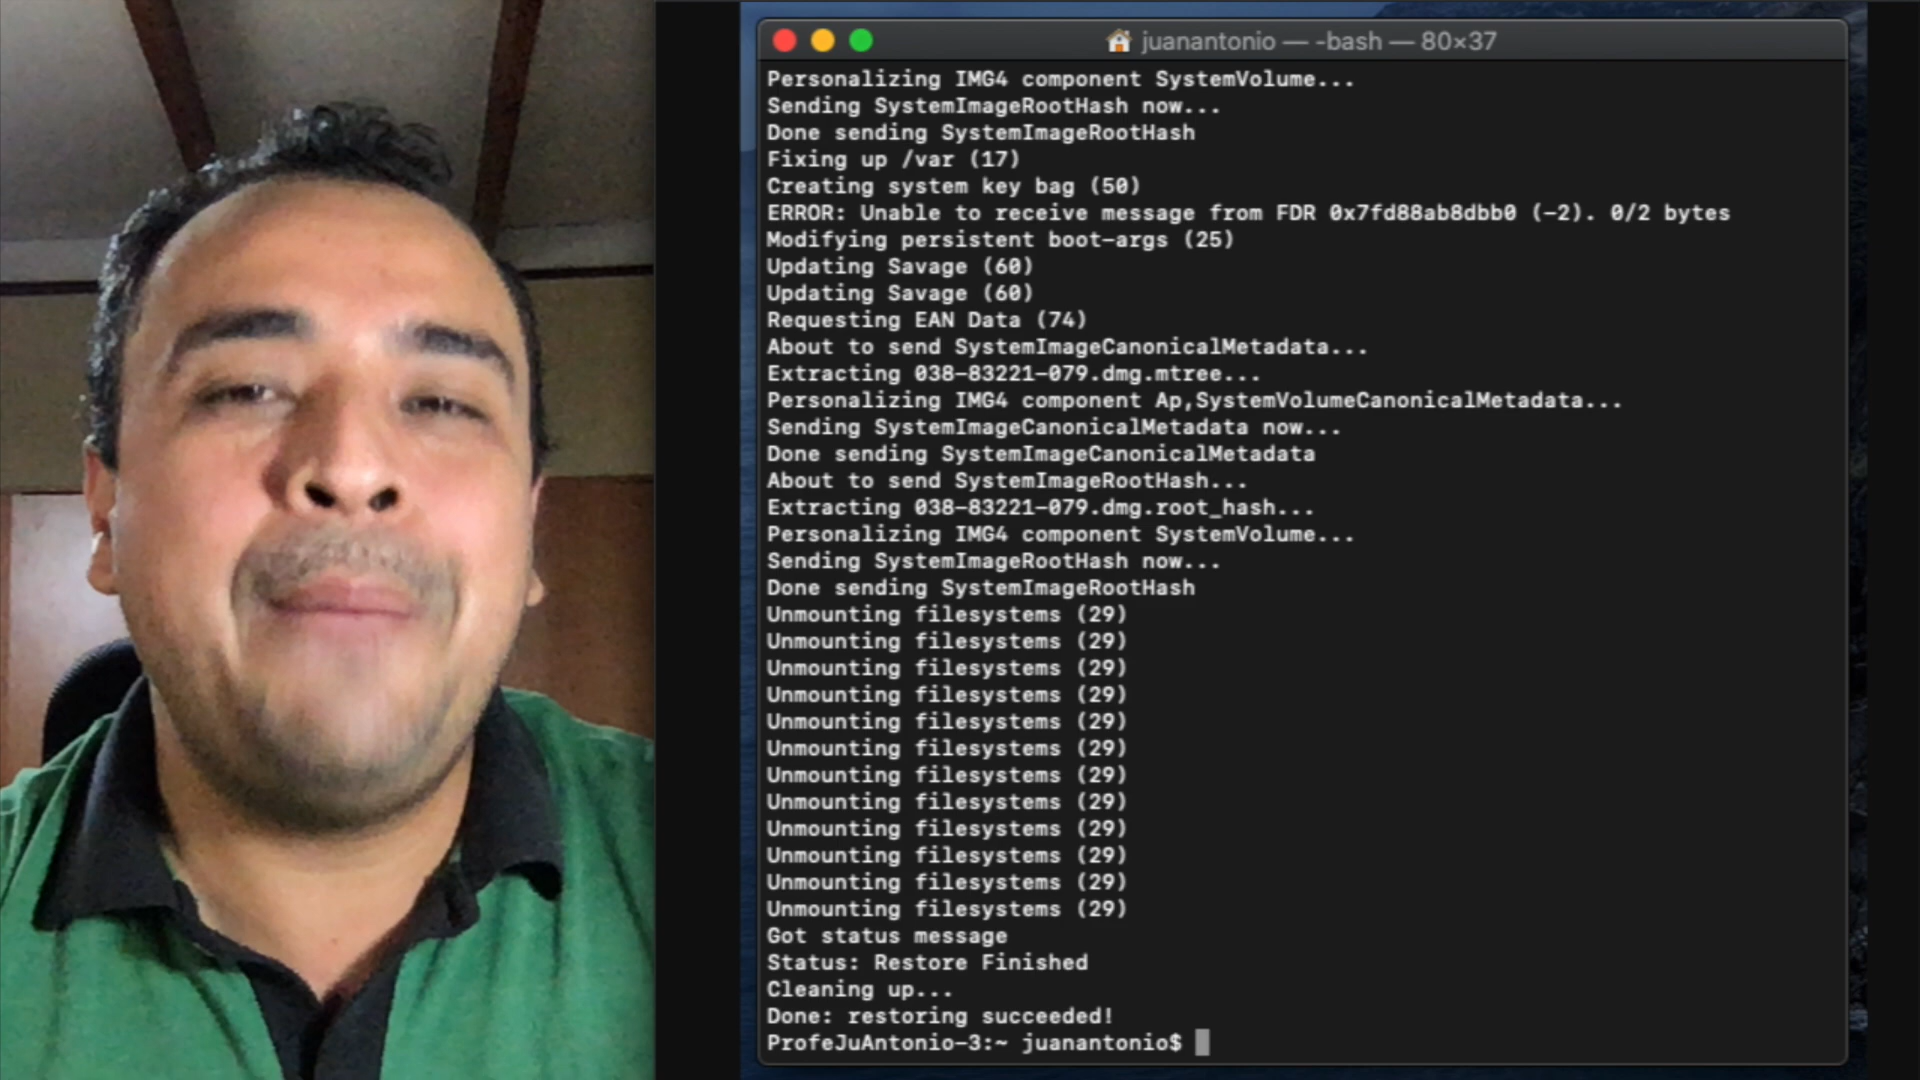 juanantonio — -bash — 80×37
Personalizing IMG4 component SystemVolume...
Sending SystemImageRootHash now...
Done sending SystemImageRootHash
Fixing up /var (17)
Creating system key bag (50)
ERROR: Unable to receive message from FDR 0x7fd88ab8dbb0 (-2). 0/2 bytes
Modifying persistent boot-args (25)
Updating Savage (60)
Updating Savage (60)
Requesting EAN Data (74)
About to send SystemImageCanonicalMetadata...
Extracting 038-83221-079.dmg.mtree...
Personalizing IMG4 component Ap,SystemVolumeCanonicalMetadata...
Sending SystemImageCanonicalMetadata now...
Done sending SystemImageCanonicalMetadata
About to send SystemImageRootHash...
Extracting 038-83221-079.dmg.root_hash...
Personalizing IMG4 component SystemVolume...
Sending SystemImageRootHash now...
Done sending SystemImageRootHash
Unmounting filesystems (29)
Unmounting filesystems (29)
Unmounting filesystems (29)
Unmounting filesystems (29)
Unmounting filesystems (29)
Unmounting filesystems (29)
Unmounting filesystems (29)
Unmounting filesystems (29)
Unmounting filesystems (29)
Unmounting filesystems (29)
Unmounting filesystems (29)
Unmounting filesystems (29)
Got status message
Status: Restore Finished
Cleaning up...
Done: restoring succeeded!
ProfeJuAntonio-3:~ juanantonio$